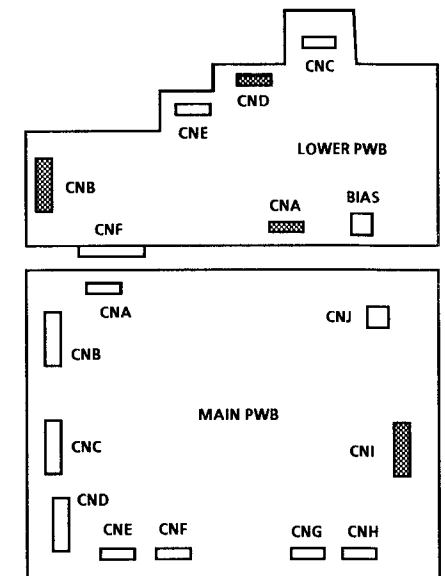 CNC
CND
CNE
LOWER PWB
CNB
CNA
BIAS
CNF
CNA
CNJ
CNB
MAIN PWB
CNC
CNI
CND
CNE CNF CNG CNH